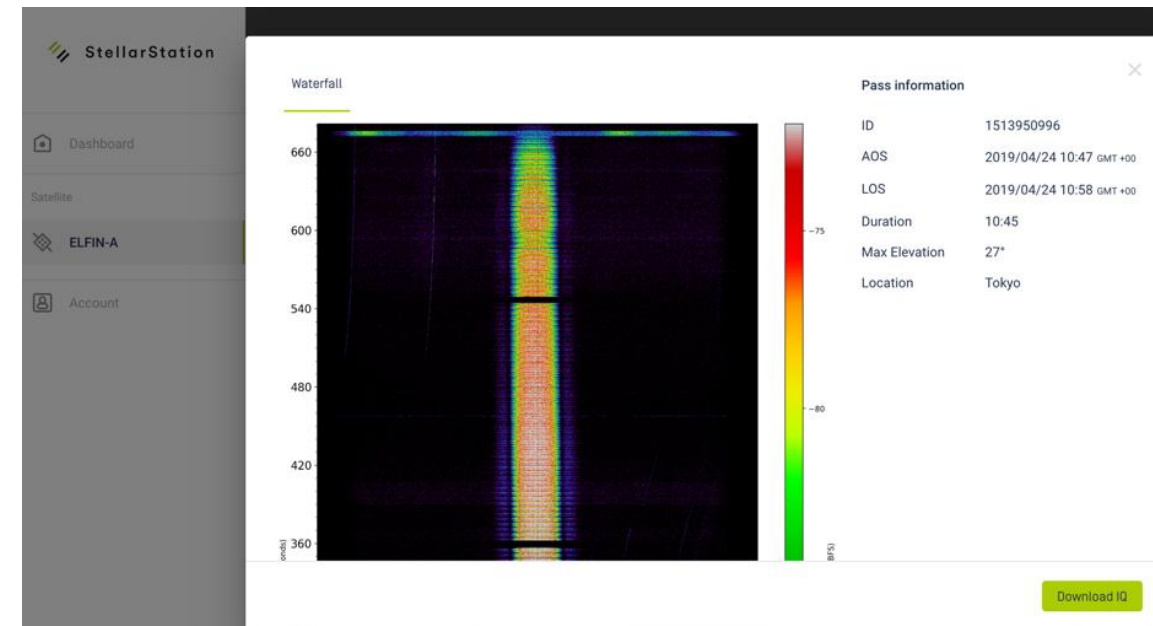 StellarStation
Dashboard
Satellite
ELFIN-A
Account
Waterfall
660
600
540
480
420
360
onds)
-75
-80
BFS)
Pass information
ID 1513950996
AOS 2019/04/24 10:47 GMT +00
LOS 2019/04/24 10:58 GMT +00
Duration 10:45
Max Elevation 27°
Location Tokyo
Download IQ